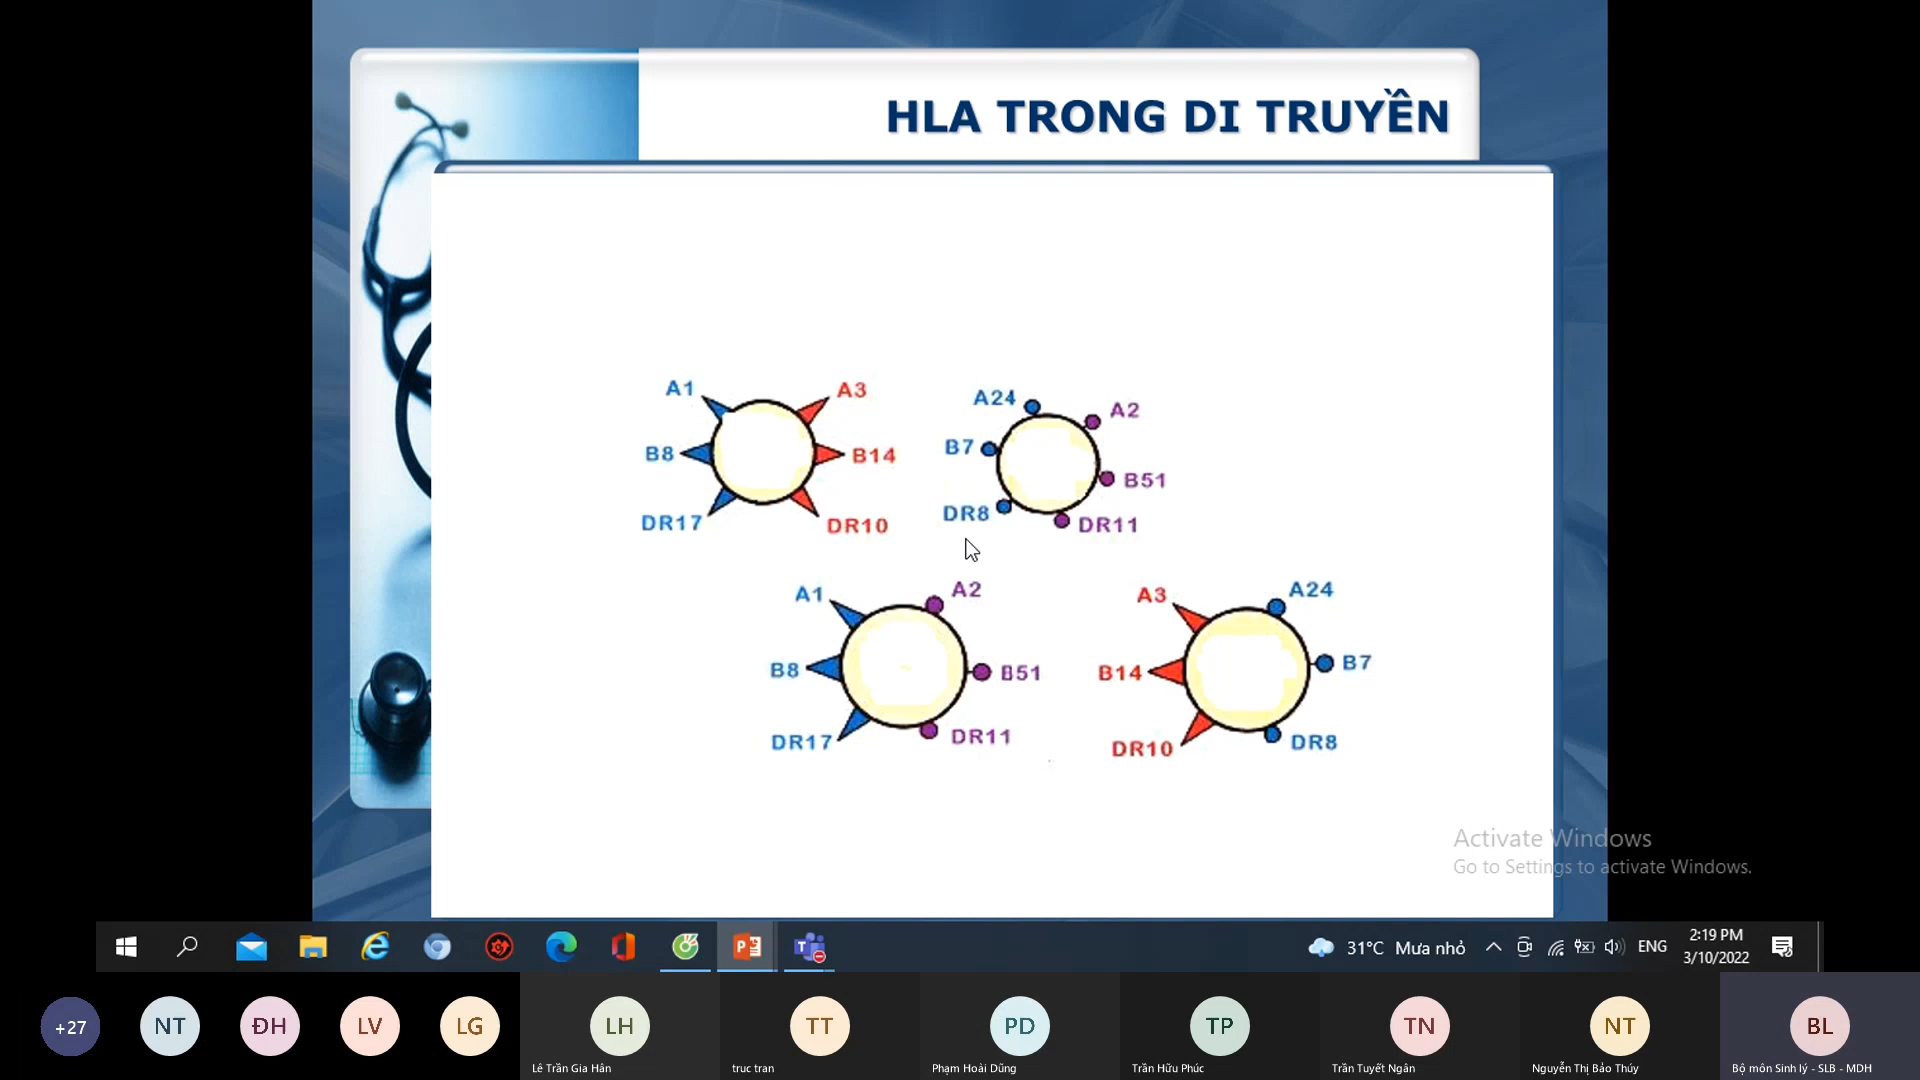 HLA TRONG DI TRUYỀN
A1
A3
A24
A2
B8
B14
B7
B51
DR17
DR10
DR8
DR11
A1
A2
A3
A24
B8
B51
B14
B7
DR17
DR11
DR10
DR8
Activate Windows
Go to Settings to activate Windows.
31°C Mưa nhỏ
ENG
2:19 PM
3/10/2022
+27
NT
ĐH
LV
LG
LH
TT
PD
TP
TN
NT
BL
Lê Trần Gia Hân
truc tran
Phạm Hoài Dũng
Trần Hữu Phúc
Trần Tuyết Ngân
Nguyễn Thị Bảo Thúy
Bộ môn Sinh lý - SLB - MDH